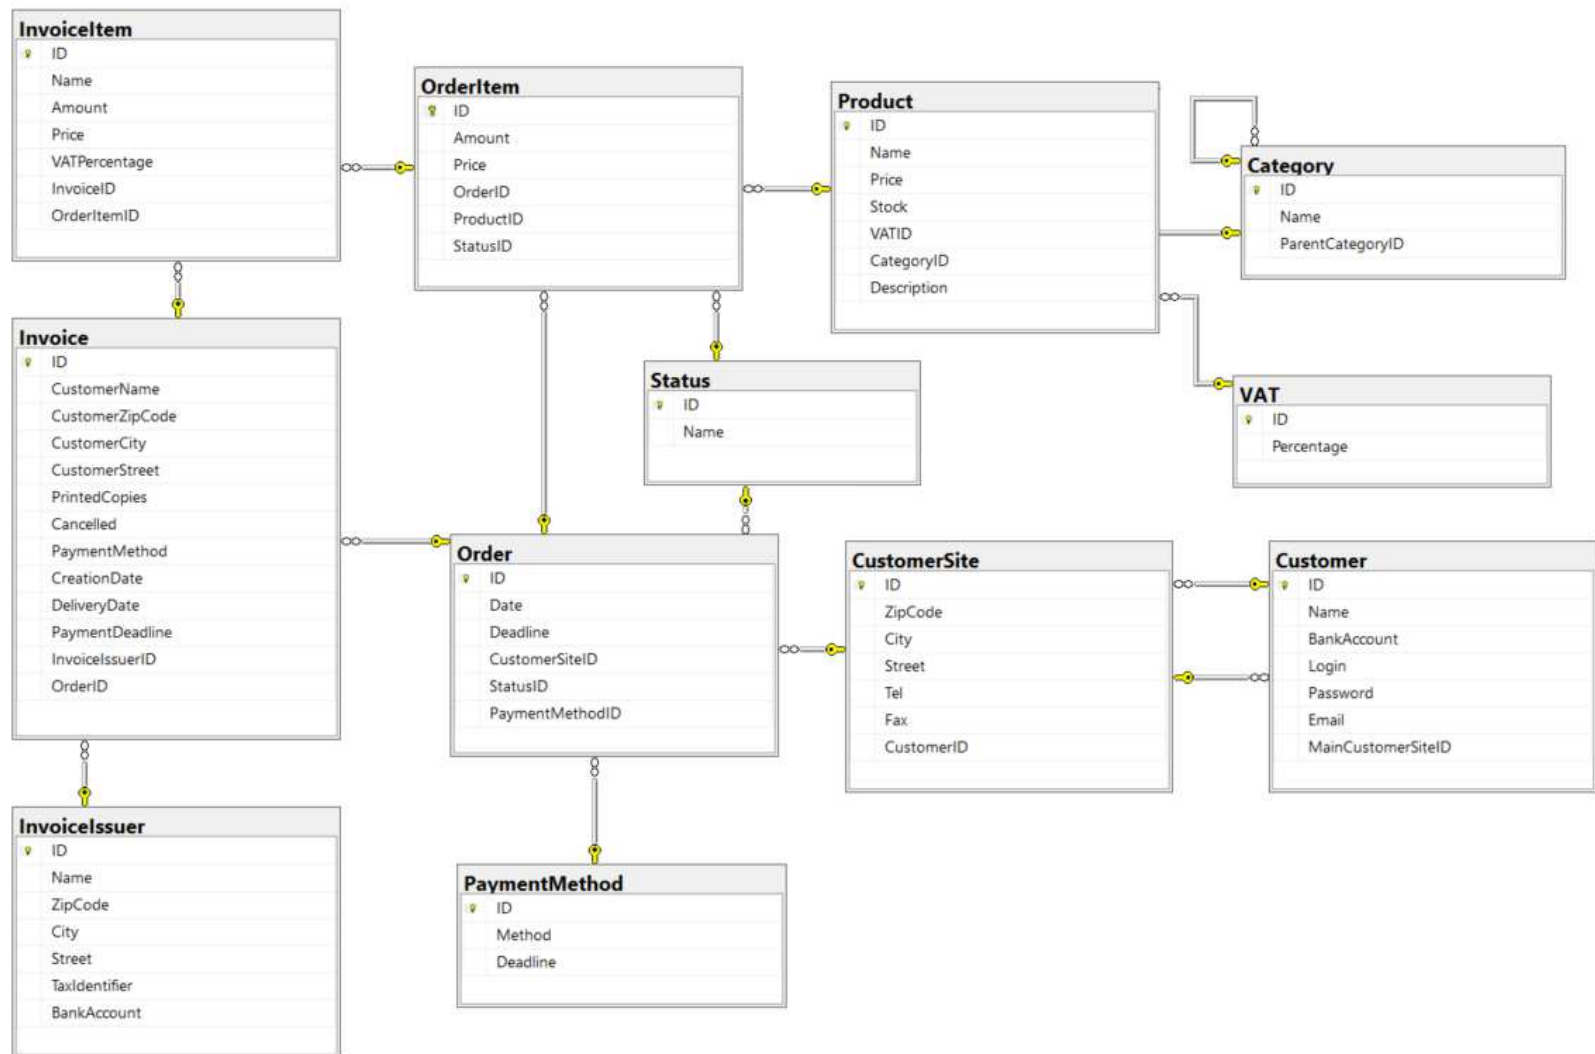 InvoiceItem
ID
Name
Amount
Price
VATPercentage
InvoiceID
OrderItemID
OrderItem
ID
Amount
Price
OrderID
ProductID
StatusID
Product
ID
Name
Price
Stock
VATID
CategoryID
Description
Category
ID
Name
ParentCategoryID
Invoice
ID
CustomerName
CustomerZipCode
CustomerCity
CustomerStreet
PrintedCopies
Cancelled
PaymentMethod
CreationDate
DeliveryDate
PaymentDeadline
InvoiceIssuerID
OrderID
Status
ID
Name
VAT
ID
Percentage
Order
ID
Date
Deadline
CustomerSiteID
StatusID
PaymentMethodID
CustomerSite
ID
ZipCode
City
Street
Tel
Fax
CustomerID
Customer
ID
Name
BankAccount
Login
Password
Email
MainCustomerSiteID
InvoiceIssuer
ID
Name
ZipCode
City
Street
TaxIdentifier
BankAccount
PaymentMethod
ID
Method
Deadline